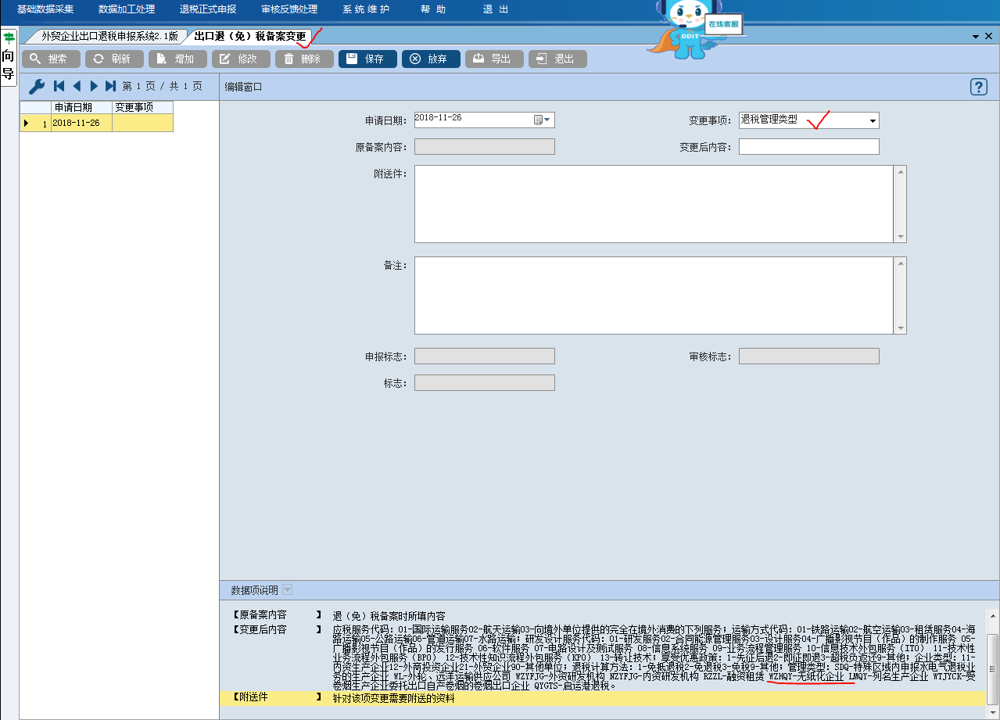 基础数据采集 数据加工处理 退税正式申报 审核反馈处理 系 统 维 护 帮 助 退 出
在线客服
DDIT
向导
外贸企业出口退税申报系统2.1版 出口退（免）税备案变更
搜索 刷新 增加 修改 删除 保存 放弃 导出 退出
第 1 页 / 共 1 页
编辑窗口
?
申请日期 变更事项
1 2018-11-26
申请日期： 2018-11-26 变更事项： 退税管理类型
原备案内容： 变更后内容：
附送件：
备注：
申报标志： 审核标志：
标志：
数据项说明
【原备案内容 】 退（免）税备案时所填内容
【变更后内容 】 应税服务代码：01-国际运输服务02-航天运输03-向境外单位提供的完全在境外消费的下列服务；运输方式代码：01-铁路运输02-航空运输03-租赁服务04-海
路运输05-公路运输06-管道运输07-水路运输；研发设计服务代码：01-研发服务02-合同能源管理服务03-设计服务04-广播影视节目（作品）的制作服务 05-
广播影视节目（作品）的发行服务 06-软件服务 07-电路设计及测试服务 08-信息系统服务 09-业务流程管理服务 10-信息技术外包服务（ITO） 11-技术性
业务流程外包服务（BPO） 12-技术性知识流程外包服务（KPO） 13-转让技术；享受优惠政策：1-先征后退2-即征即退3-超税负返还9-其他；企业类型：11-
内资生产企业12-外商投资企业21-外贸企业90-其他单位；退税计算方法：1-免抵退税2-免退税3-免税9-其他；管理类型：SDQ-特殊区域内申报水电气退税业
务的生产企业 WL-外轮、远洋运输供应公司 WZYFJG-外资研发机构 NZYFJG-内资研发机构 RZZL-融资租赁 WZHQY-无纸化企业 LMQY-列名生产企业 WTJYCK-受
卷烟生产企业委托出口自产卷烟的卷烟出口企业 QYGTS-启运港退税。
【附送件 】 针对该项变更需要附送的资料